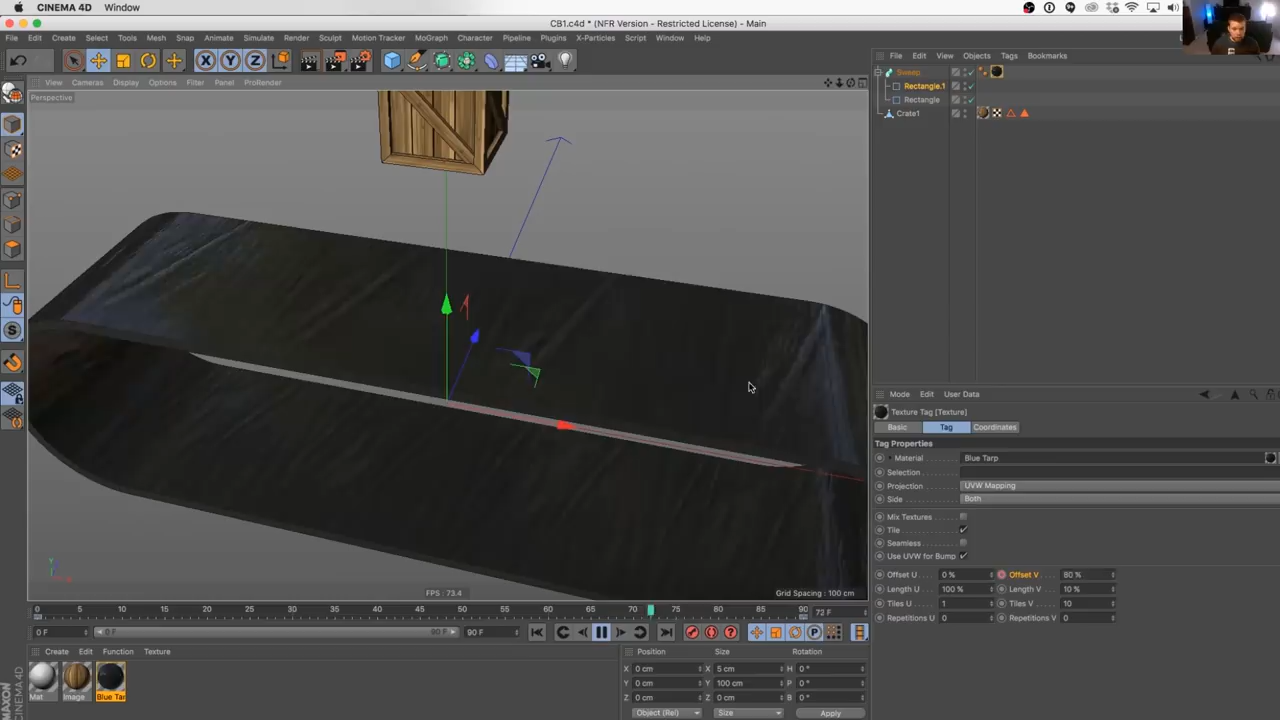 CINEMA 4D Window
CB1.c4d * (NFR Version - Restricted License) - Main
File Edit Create Select Tools Mesh Snap Animate Simulate Render Sculpt Motion Tracker MoGraph Character Pipeline Plugins X-Particles Script Window Help
File Edit View Objects Tags Bookmarks
View Cameras Display Options Filter Panel ProRender
Perspective
Sweep
Rectangle.1
Rectangle
Crate1
Mode Edit User Data
Texture Tag [Texture]
Basic Tag Coordinates
Tag Properties
Material Blue Tarp
Selection
Projection UVW Mapping
Side Both
Mix Textures
Tile
Seamless
Use UVW for Bump
Offset U 0 % Offset V 80 %
Length U 100 % Length V 10 %
Tiles U 1 Tiles V 10
Repetitions U 0 Repetitions V 0
FPS : 73.4
Grid Spacing : 100 cm
0 5 10 15 20 25 30 35 40 45 50 55 60 65 70 75 80 85 90 72 F
0 F 0 F 90 F 90 F
Create Edit Function Texture
Mat Image Blue Tar
Position Size Rotation
X 0 cm X 5 cm H 0 °
Y 0 cm Y 100 cm P 0 °
Z 0 cm Z 0 cm B 0 °
Object (Rel) Size Apply
MAXON CINEMA 4D